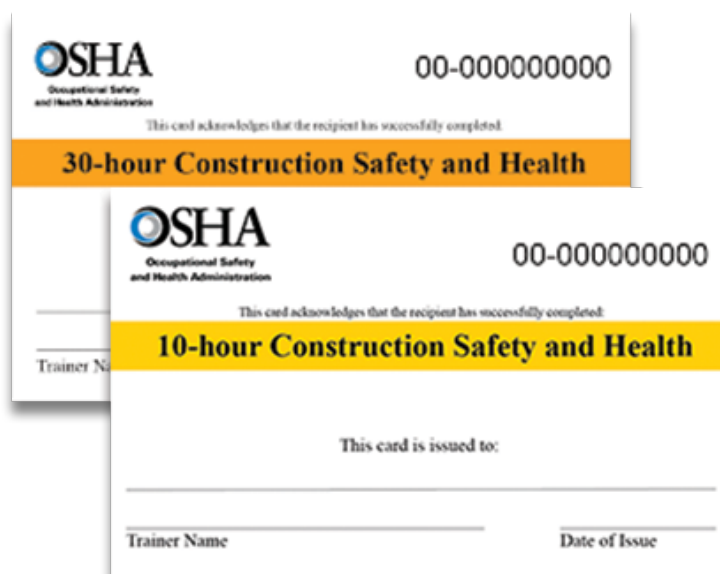 OSHA
Occupational Safety
and Health Administration
00-000000000
This card acknowledges that the recipient has successfully completed:
30-hour Construction Safety and Health
Trainer
OSHA
Occupational Safety
and Health Administration
00-000000000
This card acknowledges that the recipient has successfully completed:
10-hour Construction Safety and Health
This card is issued to:
Trainer Name
Date of Issue